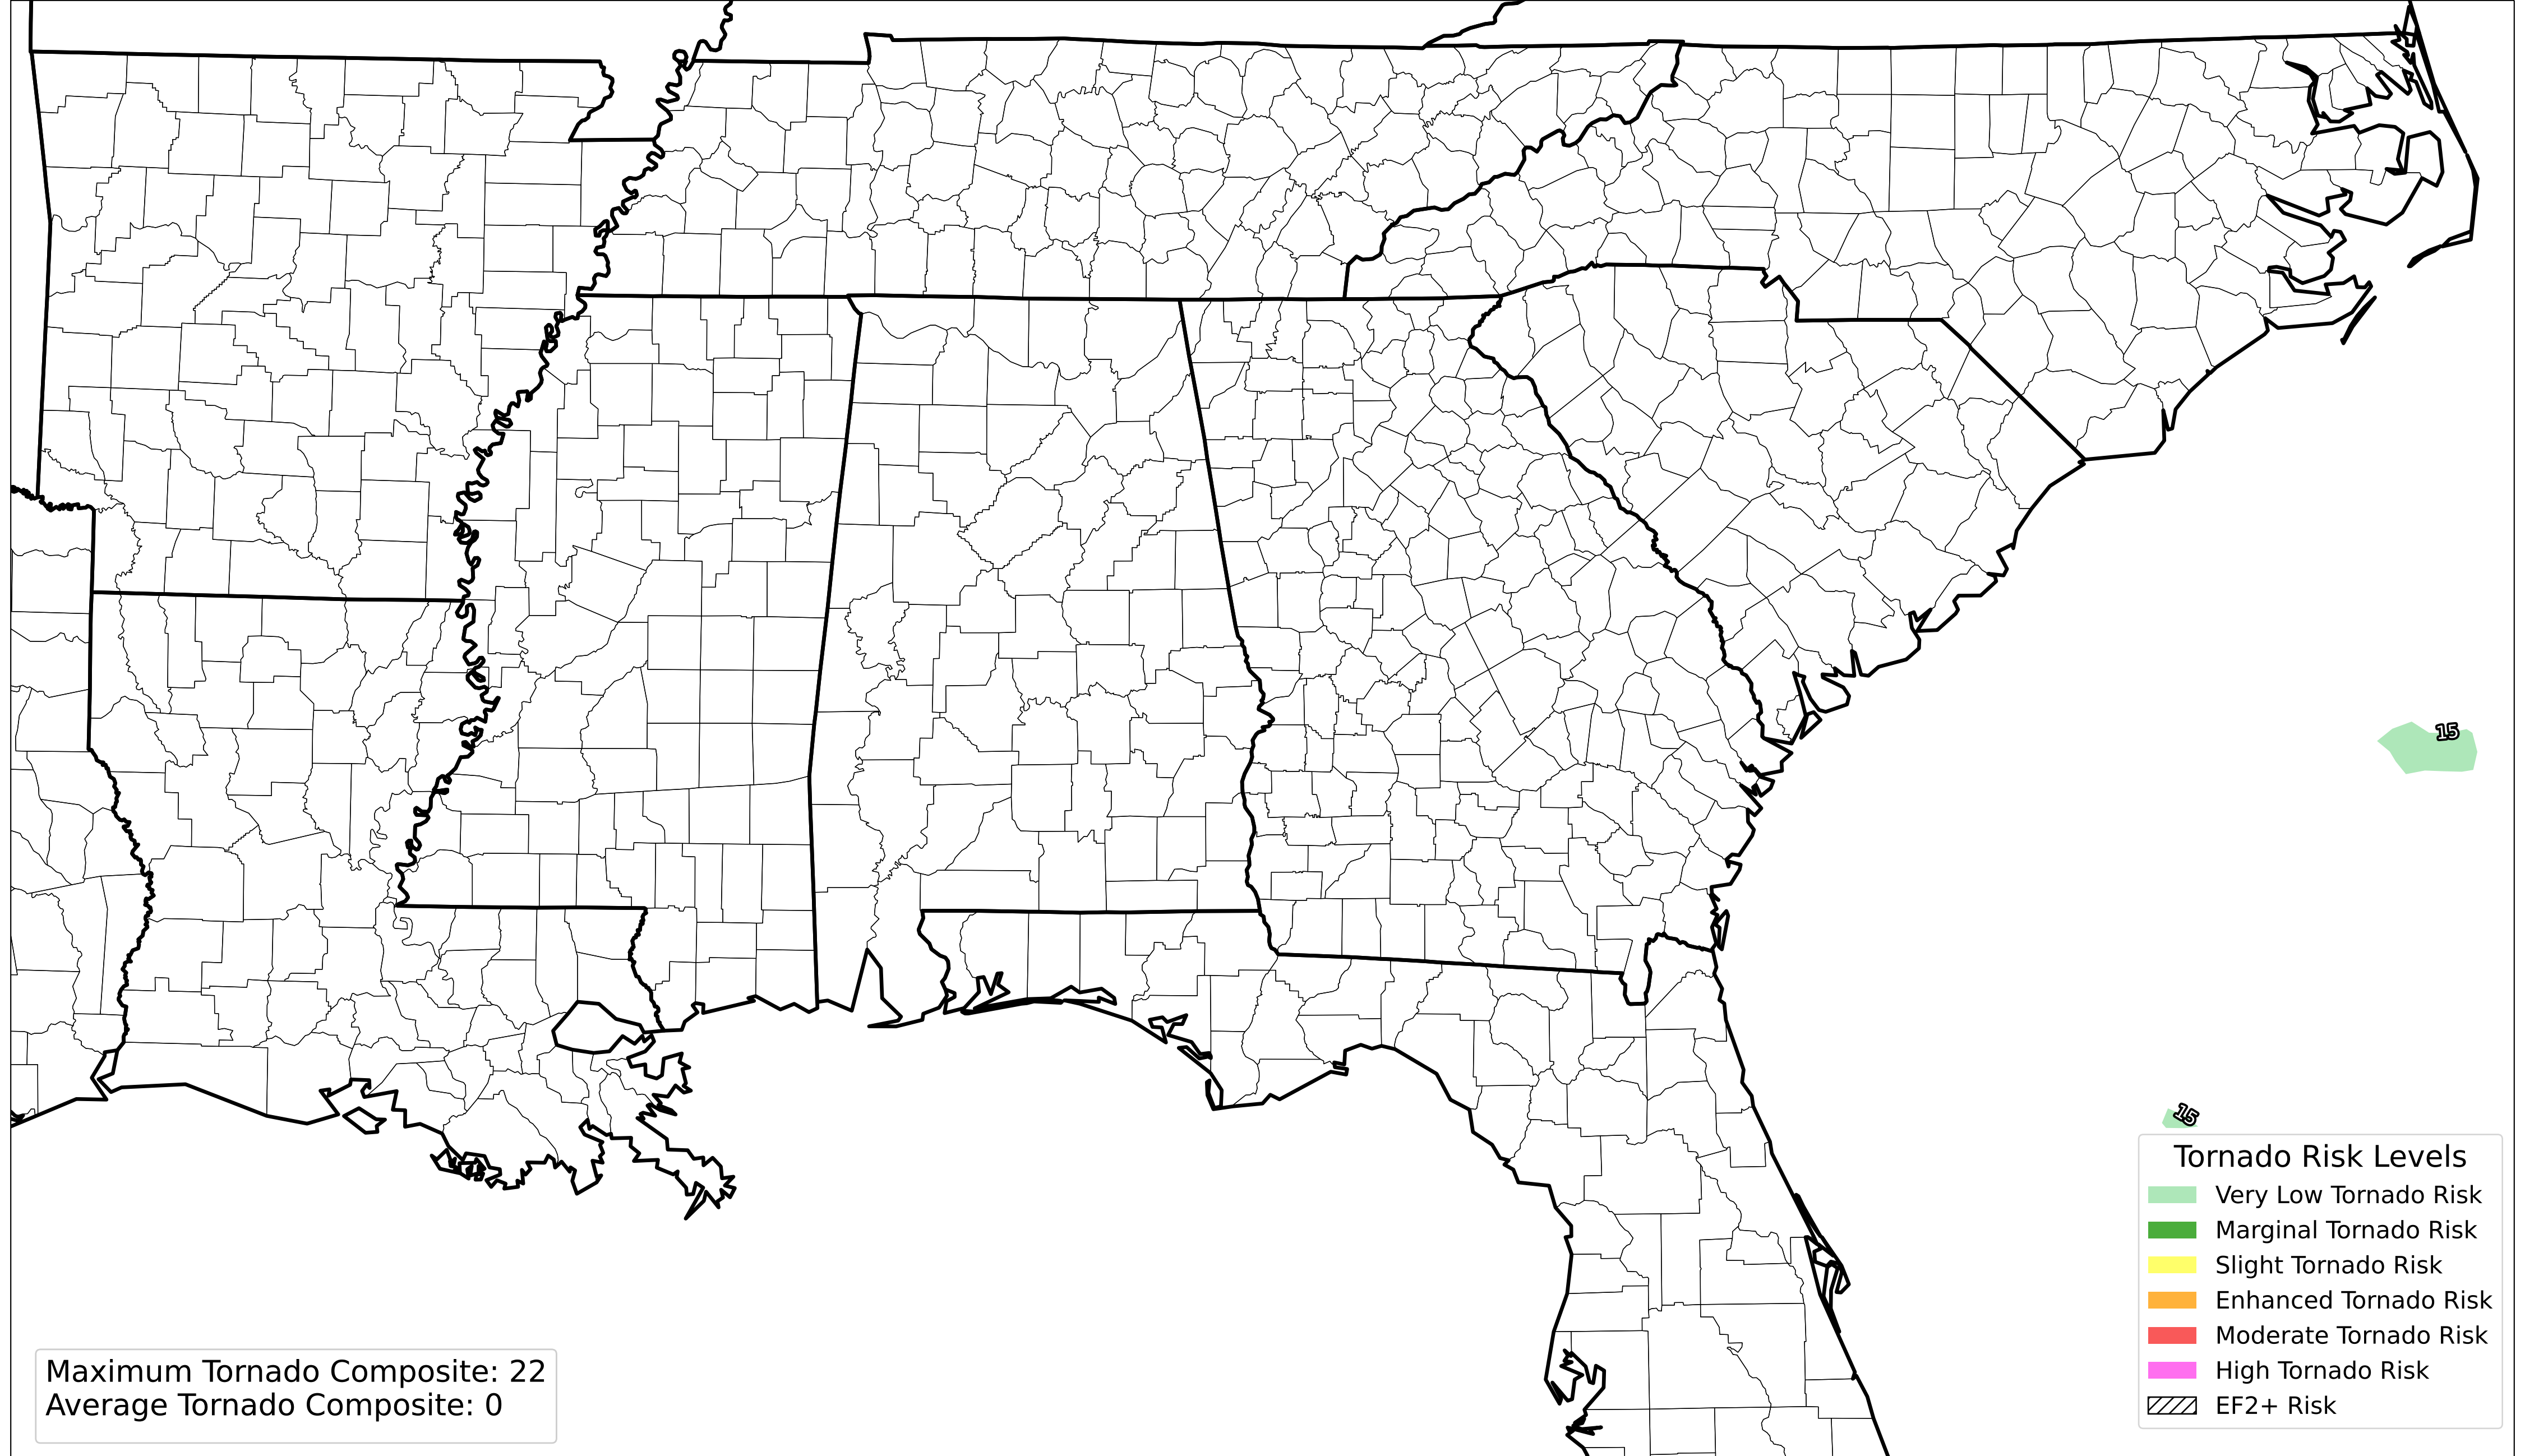 15
15
Tornado Risk Levels
Very Low Tornado Risk
Marginal Tornado Risk
Slight Tornado Risk
Enhanced Tornado Risk
Moderate Tornado Risk
High Tornado Risk
EF2+ Risk
Maximum Tornado Composite: 22
Average Tornado Composite: 0